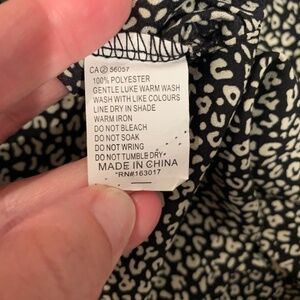 CA 56057
100% POLYESTER
GENTLE LUKE WARM WASH
WASH WITH LIKE COLOURS
LINE DRY IN SHADE
WARM IRON
DO NOT BLEACH
DO NOT SOAK
DO NOT WRING
DO NOT TUMBLE DRY
MADE IN CHINA
RN#163017